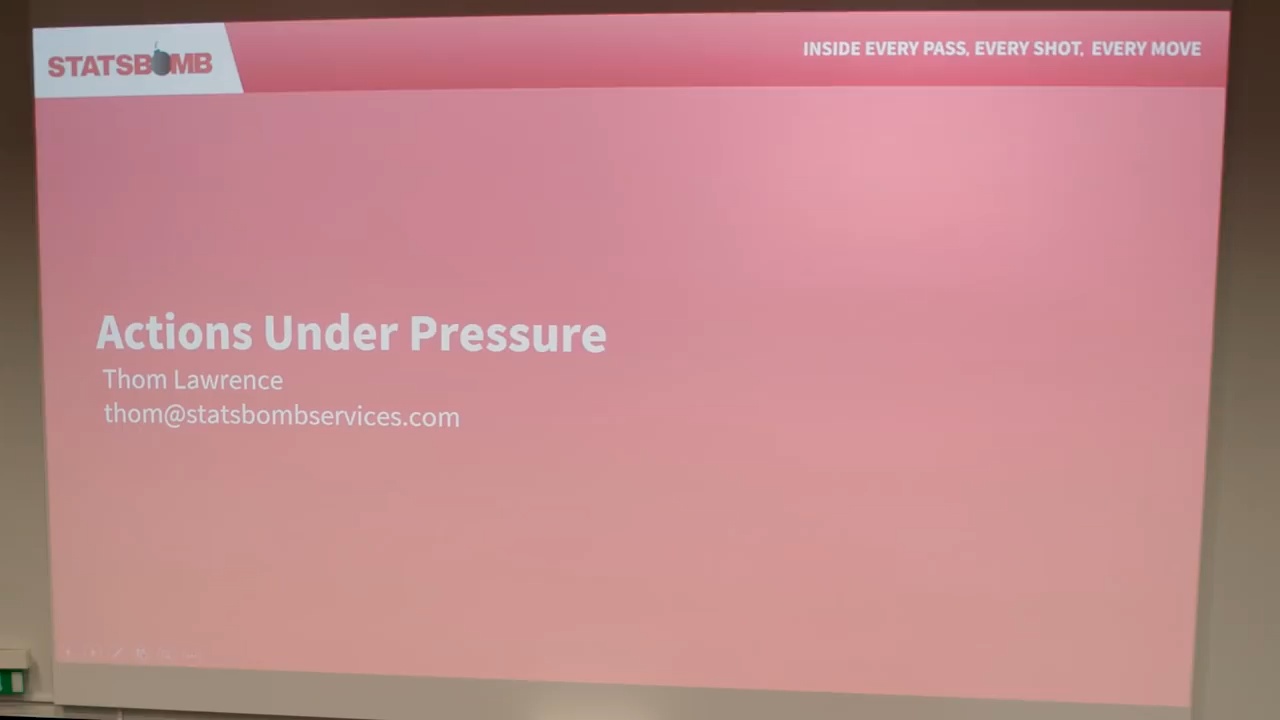 STATSBOMB
INSIDE EVERY PASS, EVERY SHOT, EVERY MOVE
Actions Under Pressure
Thom Lawrence
thom@statsbombservices.com